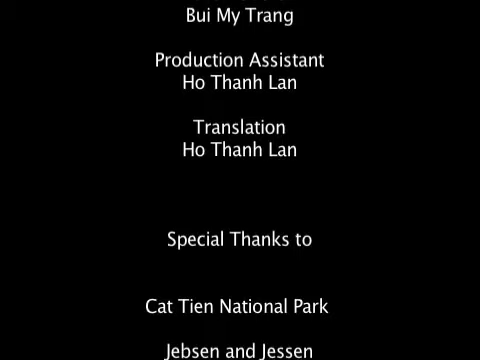 Bui My Trang
Production Assistant
Ho Thanh Lan
Translation
Ho Thanh Lan
Special Thanks to
Cat Tien National Park
Jebsen and Jessen